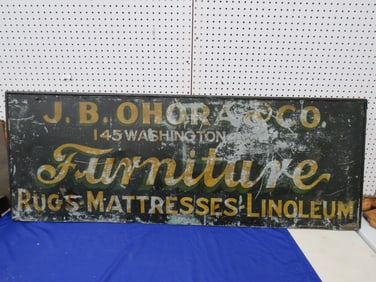 J.B. OHORA & CO.
145 WASHINGTON
Furniture
RUGS MATTRESSES LINOLEUM